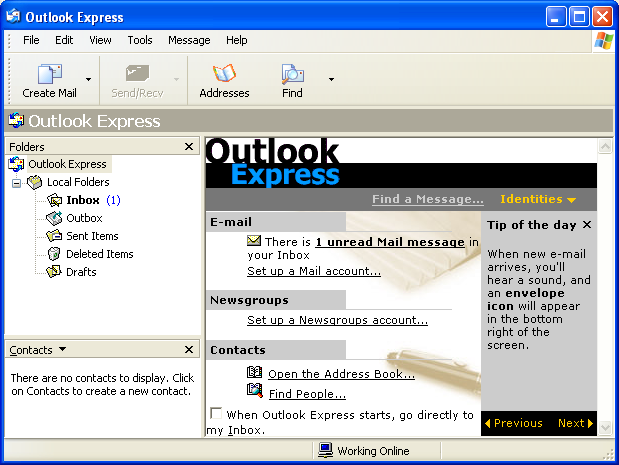 Outlook Express
File Edit View Tools Message Help
Create Mail Send/Recv Addresses Find
Outlook Express
Folders
Outlook Express
Local Folders
Inbox (1)
Outbox
Sent Items
Deleted Items
Drafts
Contacts
There are no contacts to display. Click
on Contacts to create a new contact.
Outlook
Express
Find a Message... Identities
E-mail
There is 1 unread Mail message in
your Inbox
Set up a Mail account...
Newsgroups
Set up a Newsgroups account...
Contacts
Open the Address Book...
Find People...
When Outlook Express starts, go directly to
my Inbox.
Tip of the day
When new e-mail
arrives, you'll
hear a sound, and
an envelope
icon will appear
in the bottom
right of the
screen.
Previous Next
Working Online